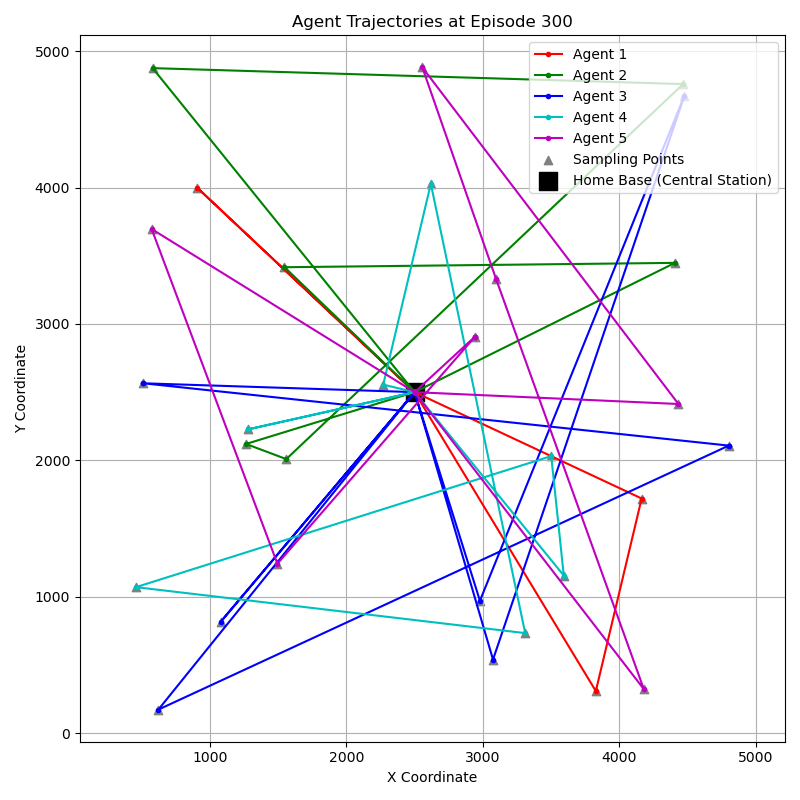 Agent Trajectories at Episode 300
5000
4000
3000
2000
1000
0
Y Coordinate
1000
2000
3000
4000
5000
X Coordinate
Agent 1
Agent 2
Agent 3
Agent 4
Agent 5
Sampling Points
Home Base (Central Station)